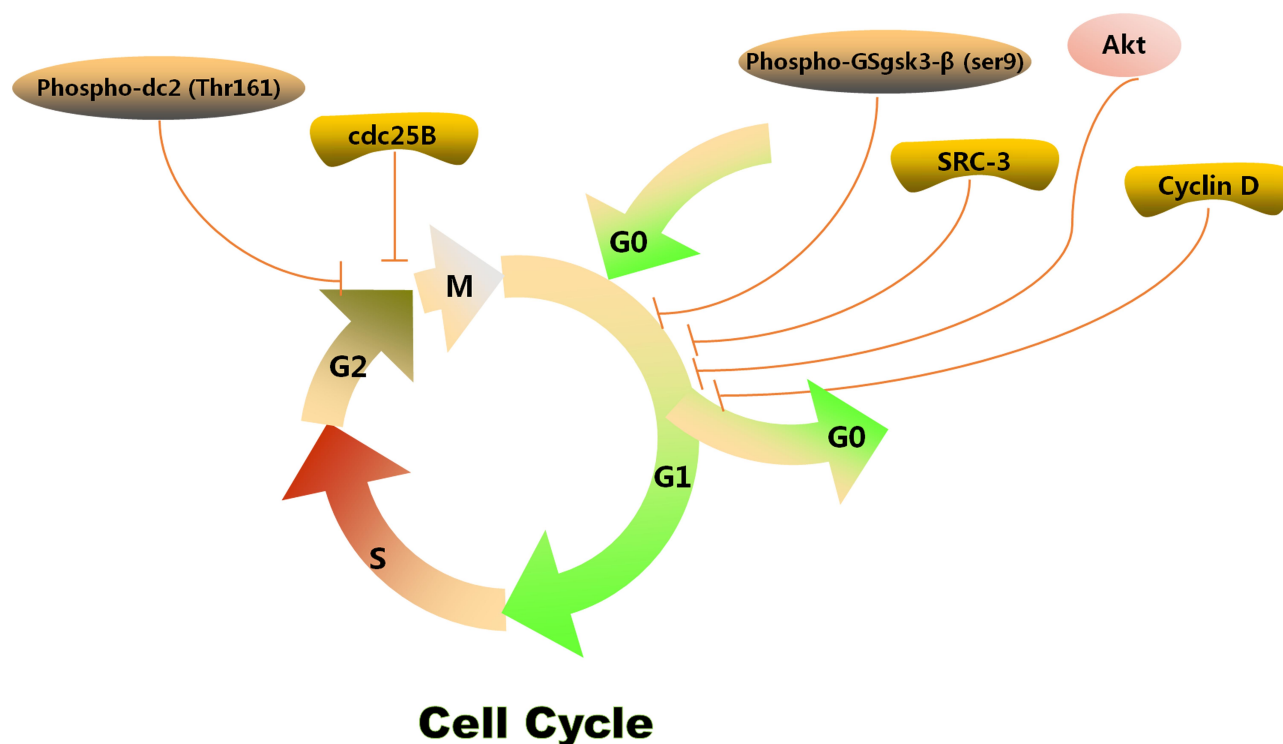 Akt
Phospho-GSgsk3-β (ser9)
Phospho-dc2 (Thr161)
cdc25B
SRC-3
Cyclin D
G0
M
G2
G0
G1
S
Cell Cycle